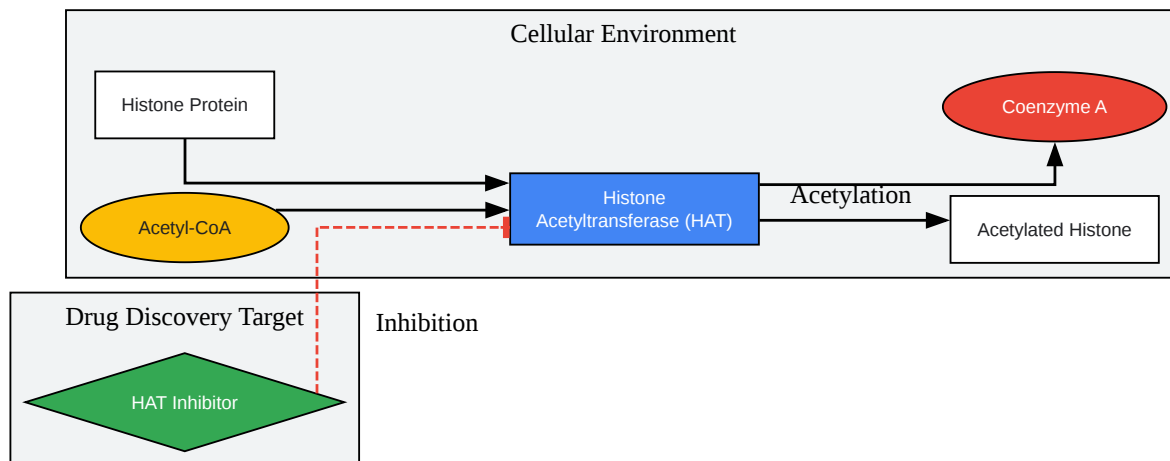 Cellular Environment
Histone Protein
Coenzyme A
Histone
Acetyltransferase (HAT)
Acetylation
Acetyl-CoA
Acetylated Histone
Drug Discovery Target
Inhibition
HAT Inhibitor